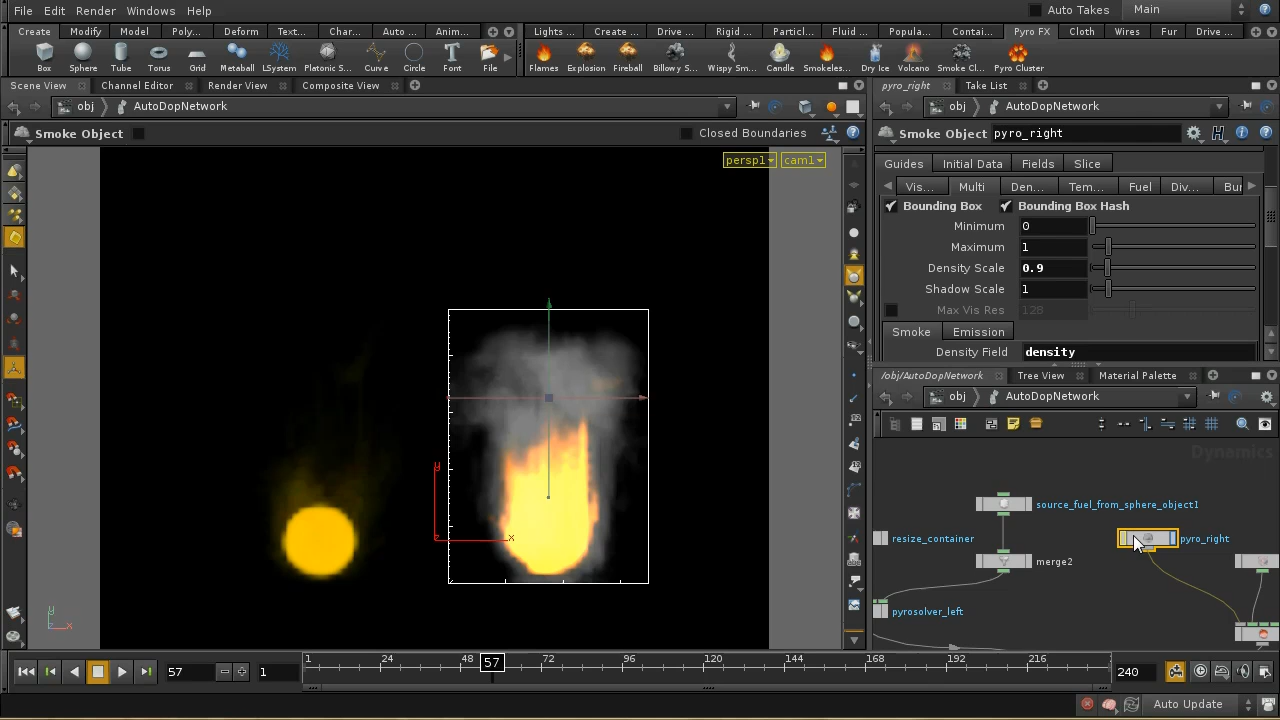 File Edit Render Windows Help Auto Takes Main
Create Modify Model Poly... Deform Text... Char... Auto ... Anim... Lights ... Create ... Drive ... Rigid ... Particl... Fluid ... Popula... Contai... Pyro FX Cloth Wires Fur Drive ...
Box Sphere Tube Torus Grid Metaball LSystem Platonic S... Curve Circle Font File Flames Explosion Fireball Billowy S... Wispy Sm... Candle Smokeles... Dry Ice Volcano Smoke Cl... Pyro Cluster
Scene View Channel Editor Render View Composite View pyro_right Take List
obj AutoDopNetwork obj AutoDopNetwork
Smoke Object Closed Boundaries Smoke Object pyro_right
persp1 cam1
Guides Initial Data Fields Slice
Vis... Multi Den... Tem... Fuel Div... Bur
Bounding Box Bounding Box Hash
Minimum 0
Maximum 1
Density Scale 0.9
Shadow Scale 1
Max Vis Res 128
Smoke Emission
Density Field density
/obj/AutoDopNetwork Tree View Material Palette
obj AutoDopNetwork
Dynamics
source_fuel_from_sphere_object1
resize_container pyro_right
merge2
pyrosolver_left
y
x
y
x
57 1 1 24 48 57 72 96 120 144 168 192 216 240
Auto Update